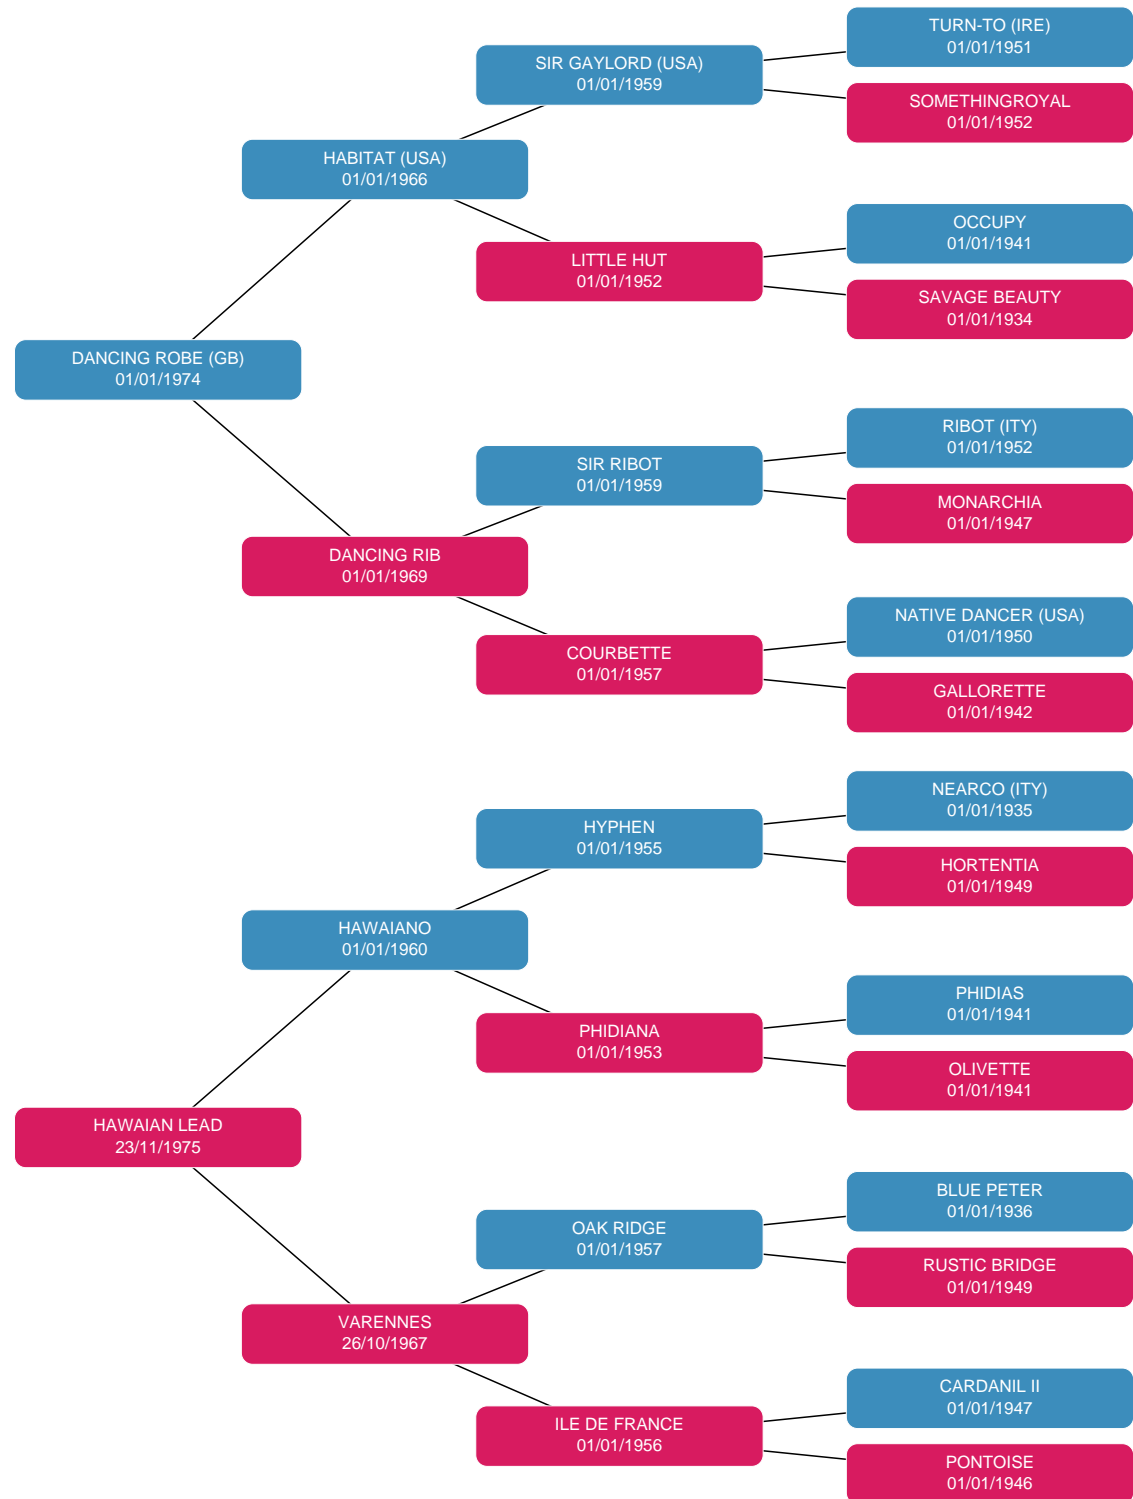 TURN-TO (IRE)
01/01/1951
SIR GAYLORD (USA)
01/01/1959
SOMETHINGROYAL
01/01/1952
HABITAT (USA)
01/01/1966
OCCUPY
01/01/1941
LITTLE HUT
01/01/1952
SAVAGE BEAUTY
01/01/1934
DANCING ROBE (GB)
01/01/1974
RIBOT (ITY)
01/01/1952
SIR RIBOT
01/01/1959
MONARCHIA
01/01/1947
DANCING RIB
01/01/1969
NATIVE DANCER (USA)
01/01/1950
COURBETTE
01/01/1957
GALLORETTE
01/01/1942
NEARCO (ITY)
01/01/1935
HYPHEN
01/01/1955
HORTENTIA
01/01/1949
HAWAIANO
01/01/1960
PHIDIAS
01/01/1941
PHIDIANA
01/01/1953
OLIVETTE
01/01/1941
HAWAIAN LEAD
23/11/1975
BLUE PETER
01/01/1936
OAK RIDGE
01/01/1957
RUSTIC BRIDGE
01/01/1949
VARENNES
26/10/1967
CARDANIL II
01/01/1947
ILE DE FRANCE
01/01/1956
PONTOISE
01/01/1946